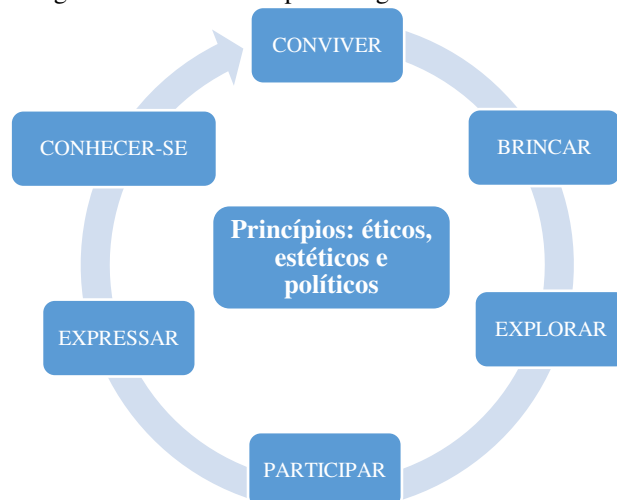 CONVIVER
BRINCAR
EXPLORAR
PARTICIPAR
EXPRESSAR
CONHECER-SE
Princípios: éticos,
estéticos e
políticos